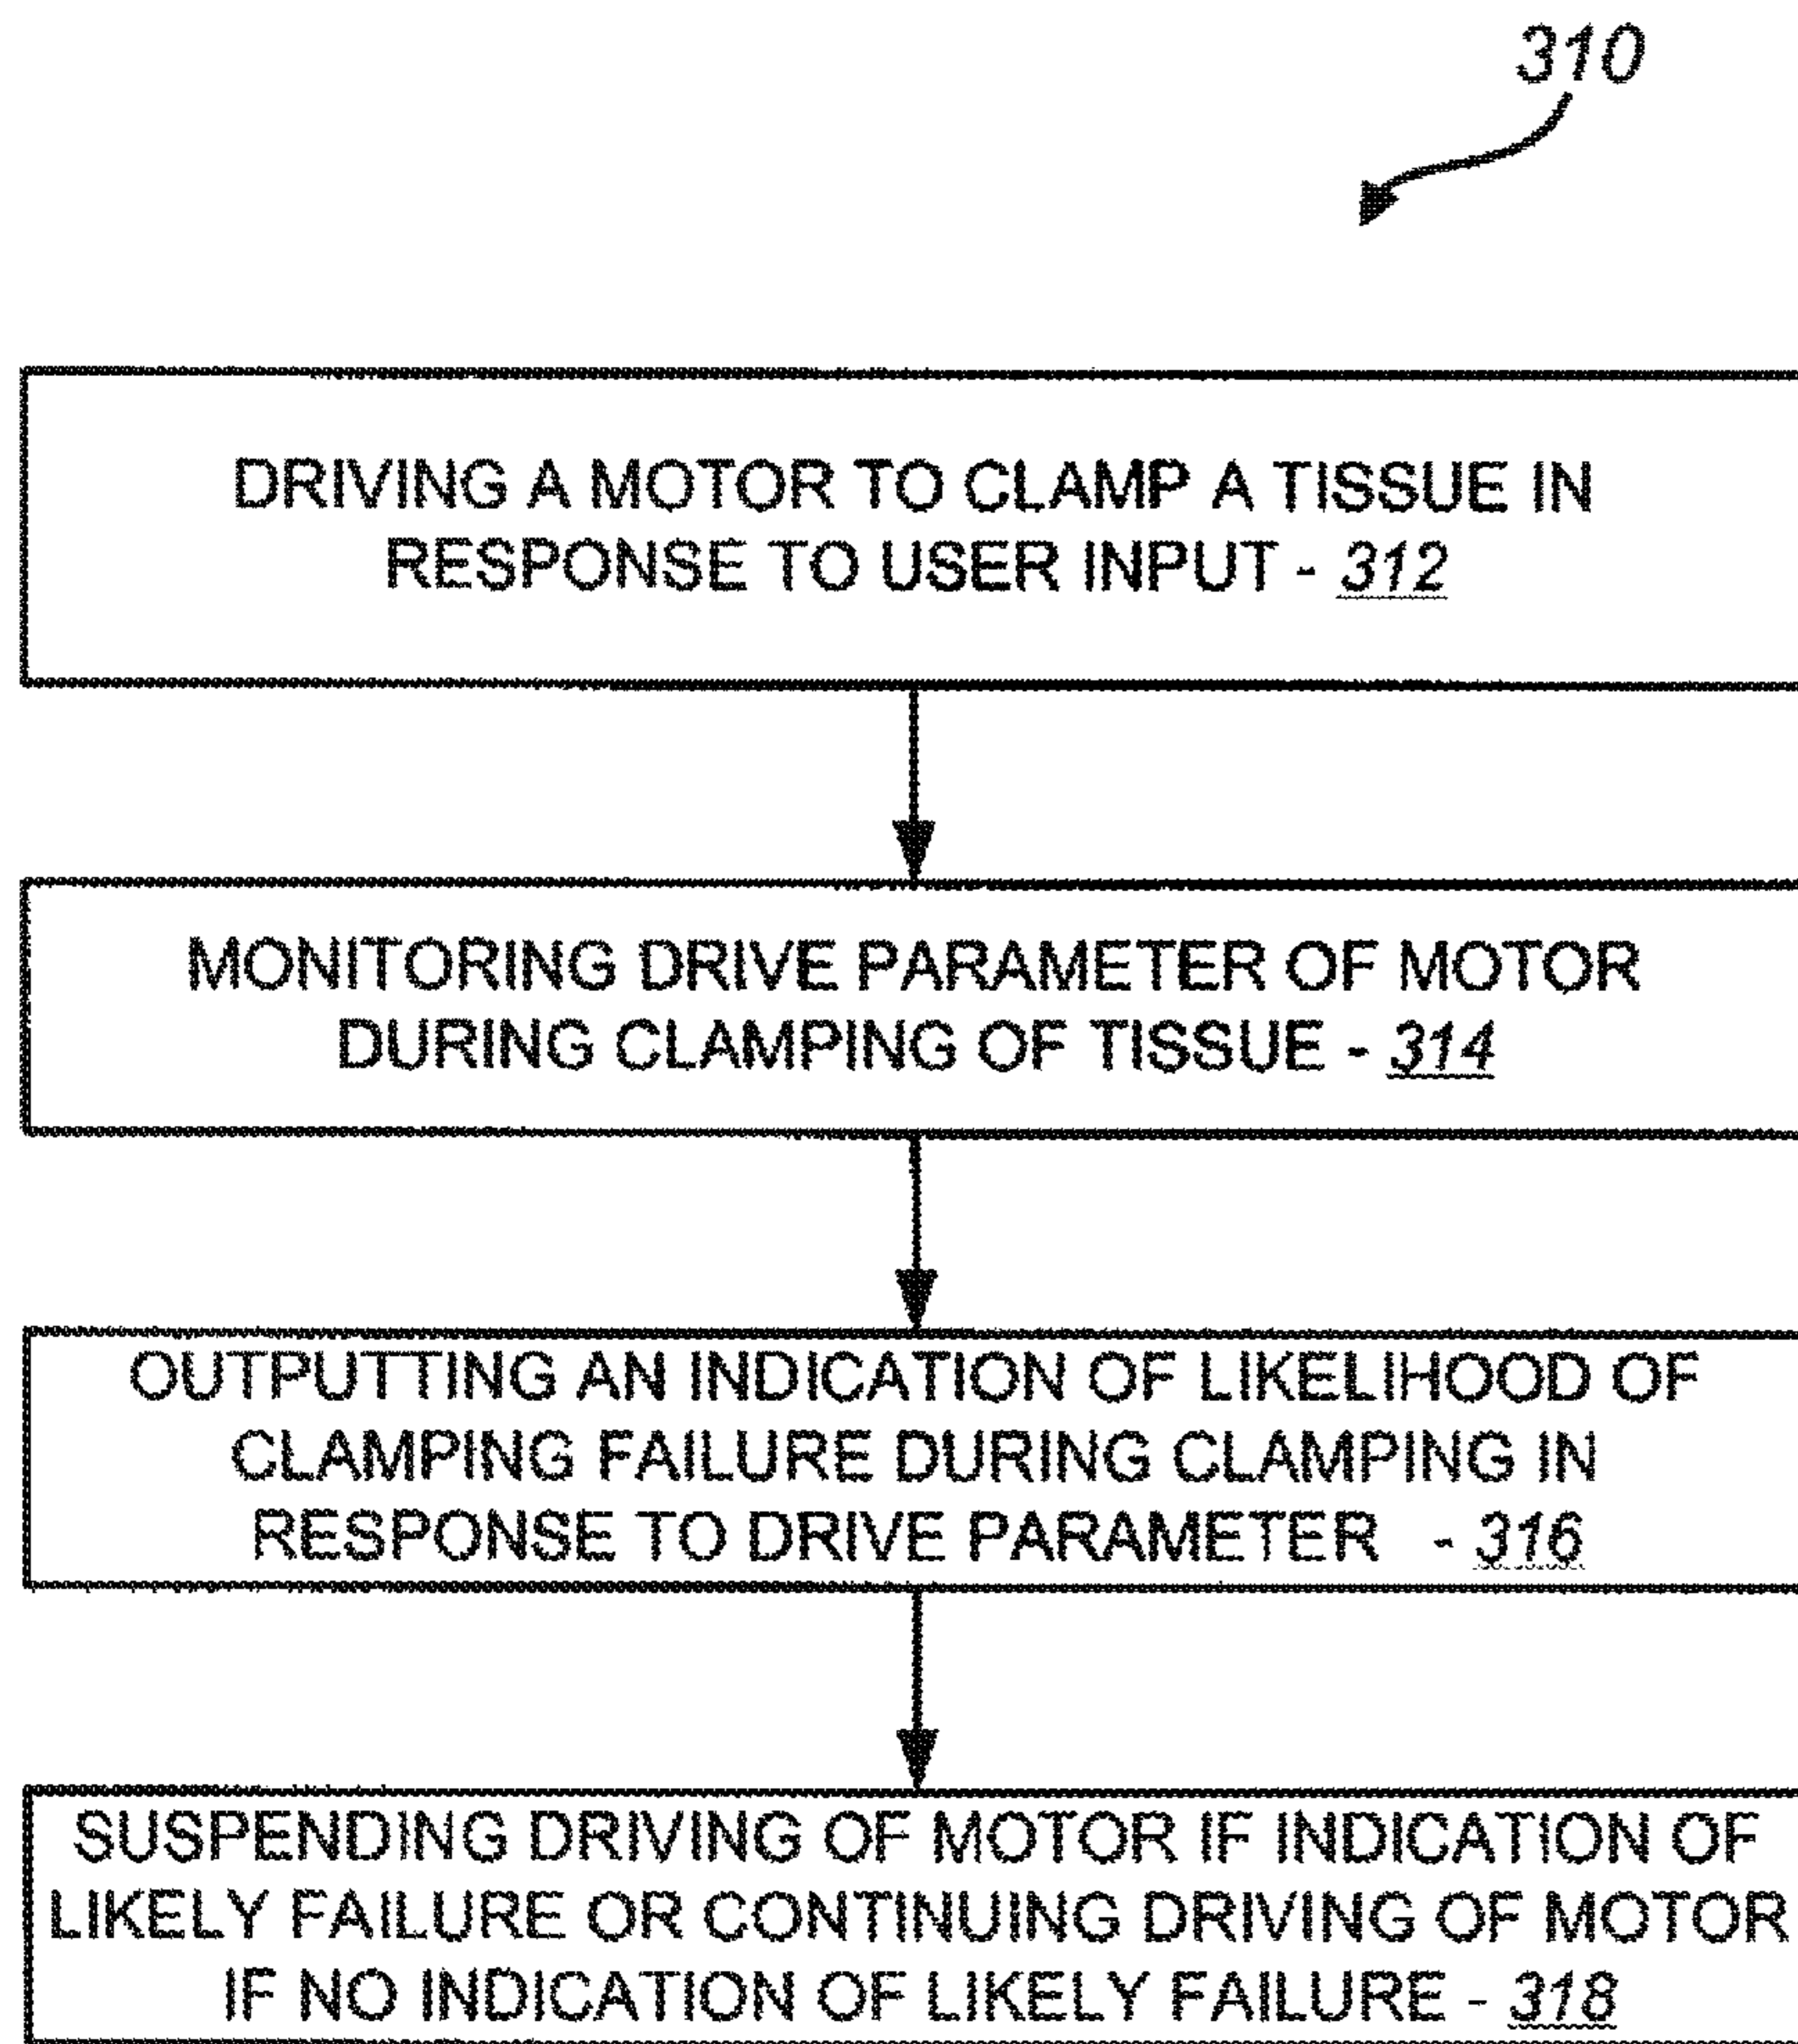 310
DRIVING A MOTOR TO CLAMP A TISSUE IN
RESPONSE TO USER INPUT - 312
MONITORING DRIVE PARAMETER OF MOTOR
DURING CLAMPING OF TISSUE - 314
OUTPUTTING AN INDICATION OF LIKELIHOOD OF
CLAMPING FAILURE DURING CLAMPING IN
RESPONSE TO DRIVE PARAMETER - 316
SUSPENDING DRIVING OF MOTOR IF INDICATION OF
LIKELY FAILURE OR CONTINUING DRIVING OF MOTOR
IF NO INDICATION OF LIKELY FAILURE - 318